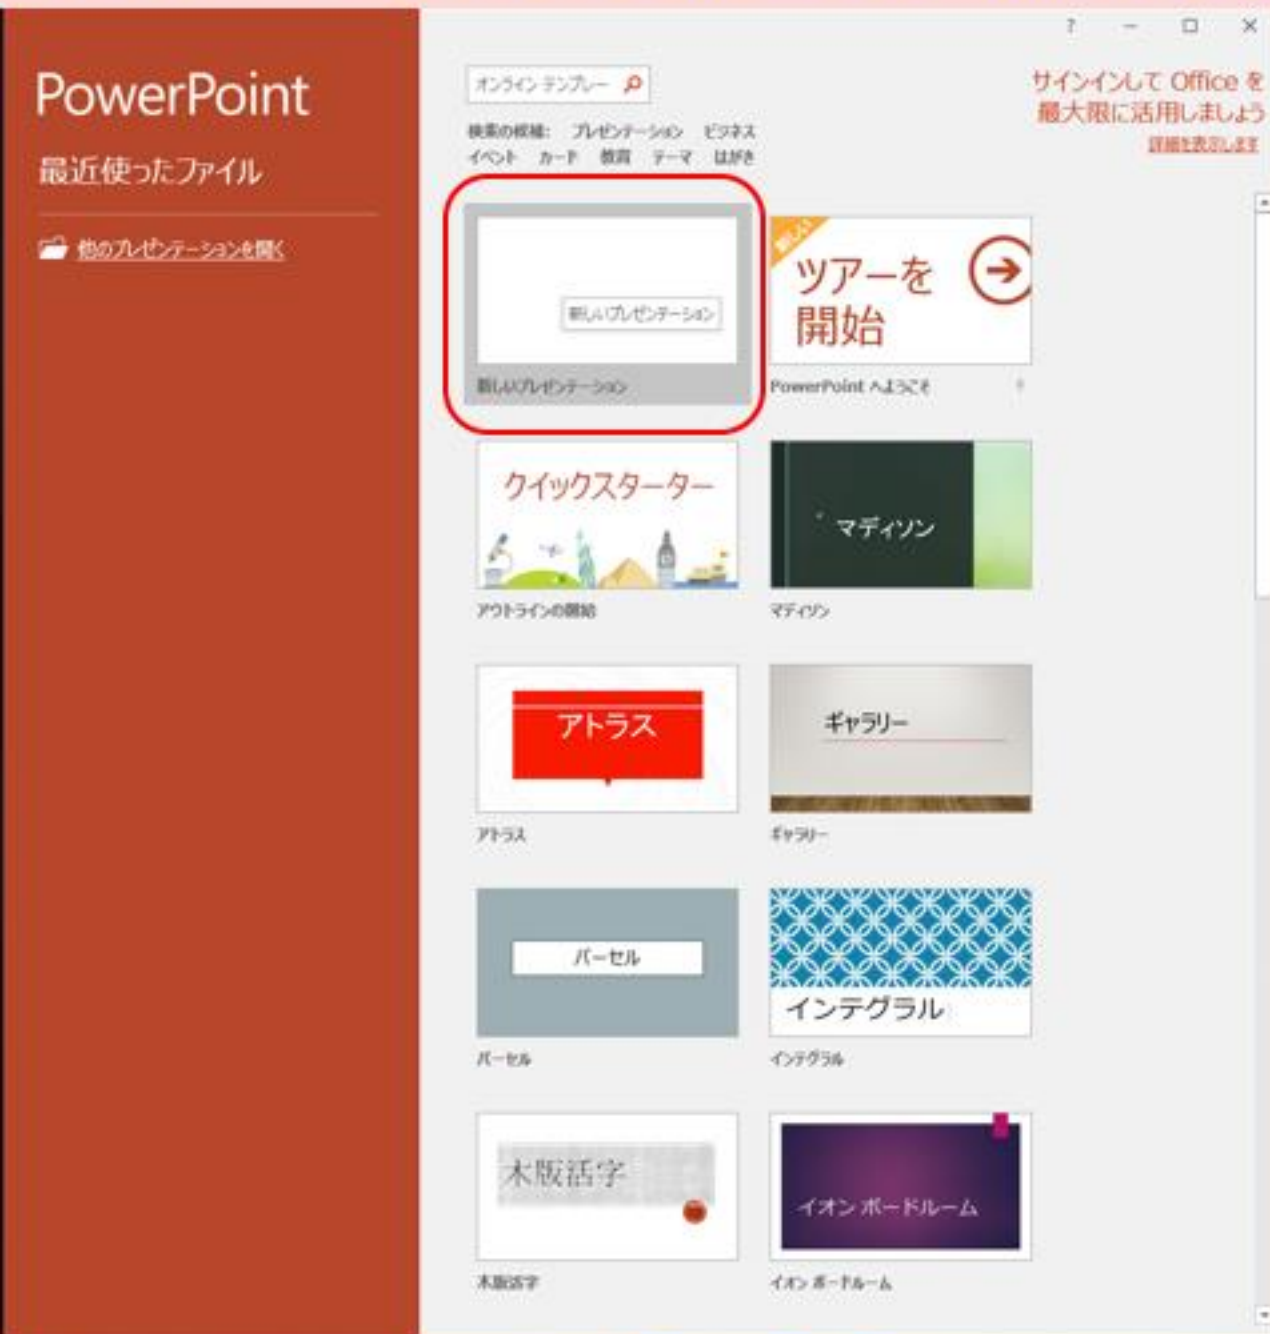 PowerPoint
最近使ったファイル
他のプレゼンテーションを開く
?
オンライン テンプレー
サインインして Office を
最大限に活用しましょう
詳細を表示します
検索の候補: プレゼンテーション ビジネス
イベント カード 教育 テーマ はがき
新しいプレゼンテーション
新しいプレゼンテーション
新しい
ツアーを
開始
PowerPoint へようこそ
クイックスターター
アウトラインの開始
マディソン
マディソン
アトラス
アトラス
ギャラリー
ギャラリー
バーセル
バーセル
インテグラル
インテグラル
木版活字
木版活字
イオン ボードルーム
イオン ボードルーム